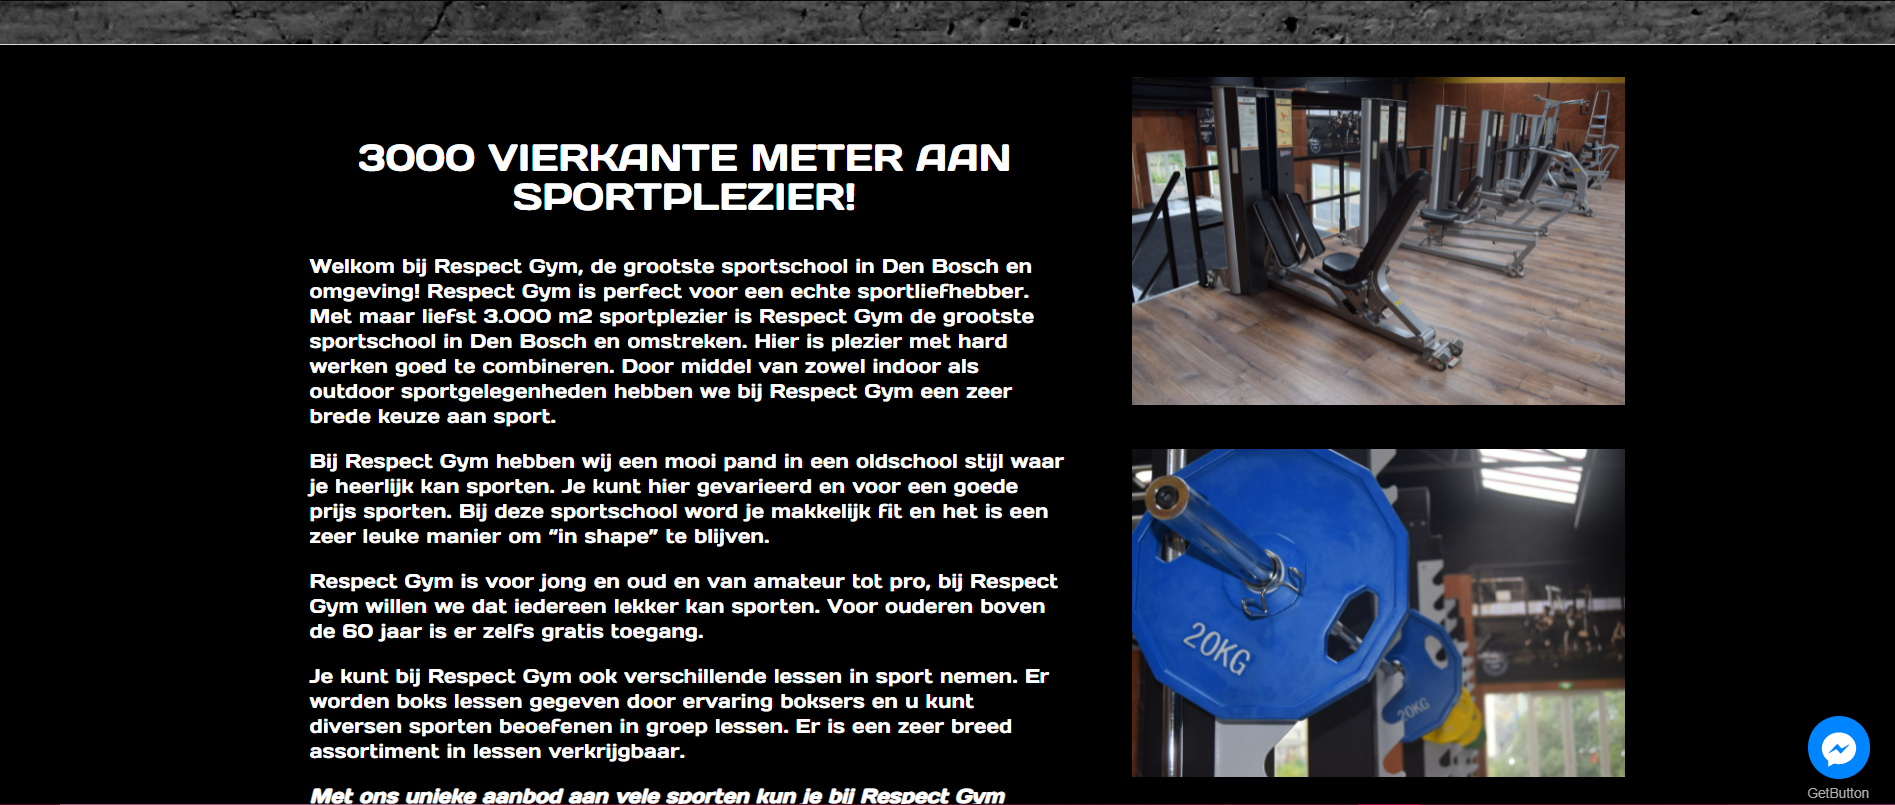 3000 VIERKANTE METER AAN
SPORTPLEZIER!
Welkom bij Respect Gym, de grootste sportschool in Den Bosch en
omgeving! Respect Gym is perfect voor een echte sportliefhebber.
Met maar liefst 3.000 m2 sportplezier is Respect Gym de grootste
sportschool in Den Bosch en omstreken. Hier is plezier met hard
werken goed te combineren. Door middel van zowel indoor als
outdoor sportgelegenheden hebben we bij Respect Gym een zeer
brede keuze aan sport.
Bij Respect Gym hebben wij een mooi pand in een oldschool stijl waar
je heerlijk kan sporten. Je kunt hier gevarieerd en voor een goede
prijs sporten. Bij deze sportschool word je makkelijk fit en het is een
zeer leuke manier om “in shape” te blijven.
Respect Gym is voor jong en oud en van amateur tot pro, bij Respect
Gym willen we dat iedereen lekker kan sporten. Voor ouderen boven
de 60 jaar is er zelfs gratis toegang.
Je kunt bij Respect Gym ook verschillende lessen in sport nemen. Er
worden boks lessen gegeven door ervaring boksers en u kunt
diversen sporten beoefenen in groep lessen. Er is een zeer breed
assortiment in lessen verkrijgbaar.
Met ons unieke aanbod aan vele sporten kun je bij Respect Gym
20KG
20KG
GetButton